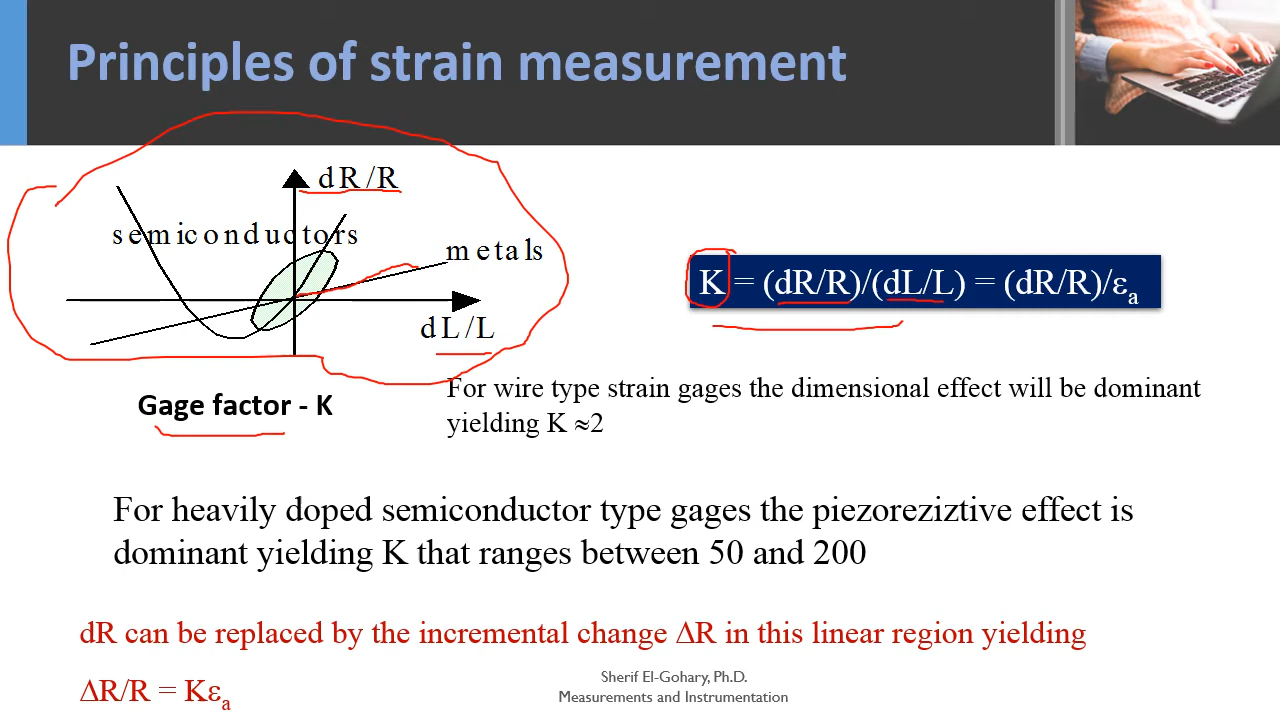 Principles of strain measurement
dR/R
semiconductors
metals
dL/L
K = (dR/R)/(dL/L) = (dR/R)/εa
Gage factor - K
For wire type strain gages the dimensional effect will be dominant
yielding K ≈2
For heavily doped semiconductor type gages the piezoreziztive effect is
dominant yielding K that ranges between 50 and 200
dR can be replaced by the incremental change ΔR in this linear region yielding
ΔR/R = Kεa
Sherif El-Gohary, Ph.D.
Measurements and Instrumentation